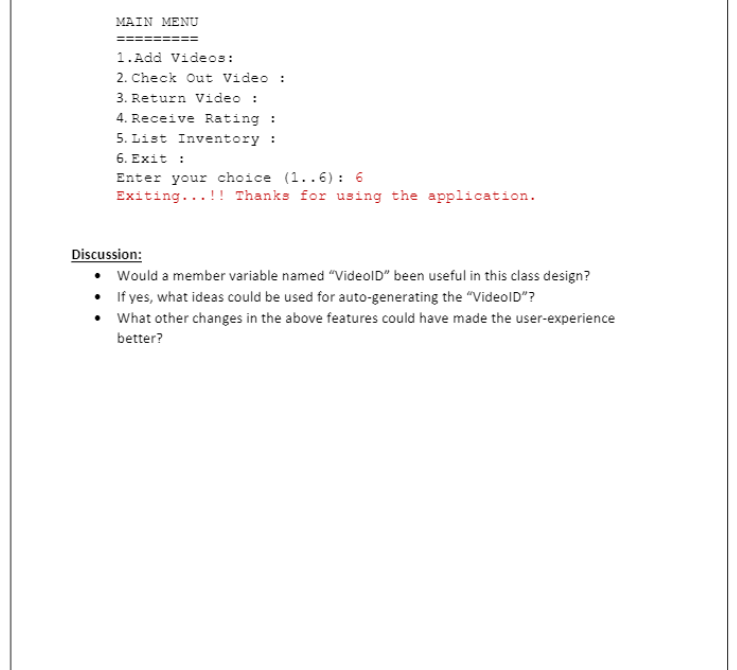 MAIN MENU
=========
1.Add Videos:
2. Check Out Video :
3. Return Video :
4. Receive Rating :
5. List Inventory :
6. Exit :
Enter your choice (1..6): 6
Exiting...!! Thanks for using the application.
Discussion:
• Would a member variable named “VideoID” been useful in this class design?
• If yes, what ideas could be used for auto-generating the “VideoID”?
• What other changes in the above features could have made the user-experience
better?